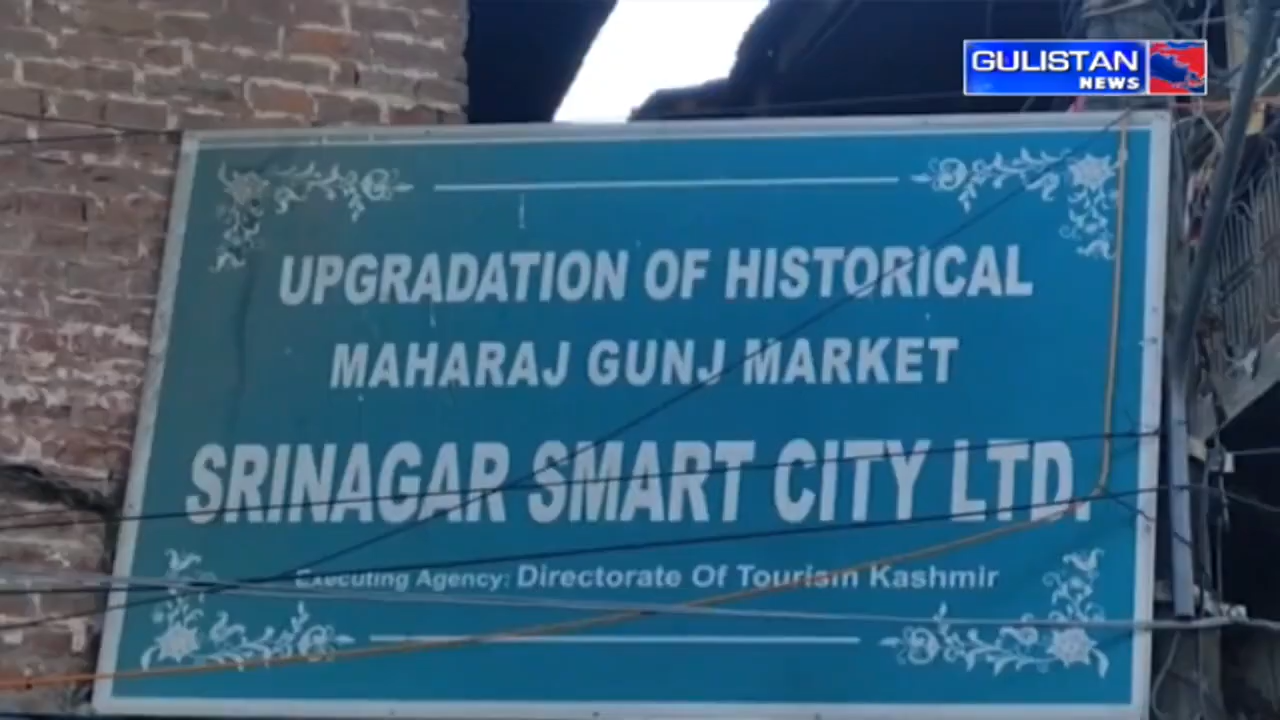 GULISTAN
NEWS
UPGRADATION OF HISTORICAL
MAHARAJ GUNJ MARKET
SRINAGAR SMART CITY LTD.
Executing Agency: Directorate Of Tourism Kashmir